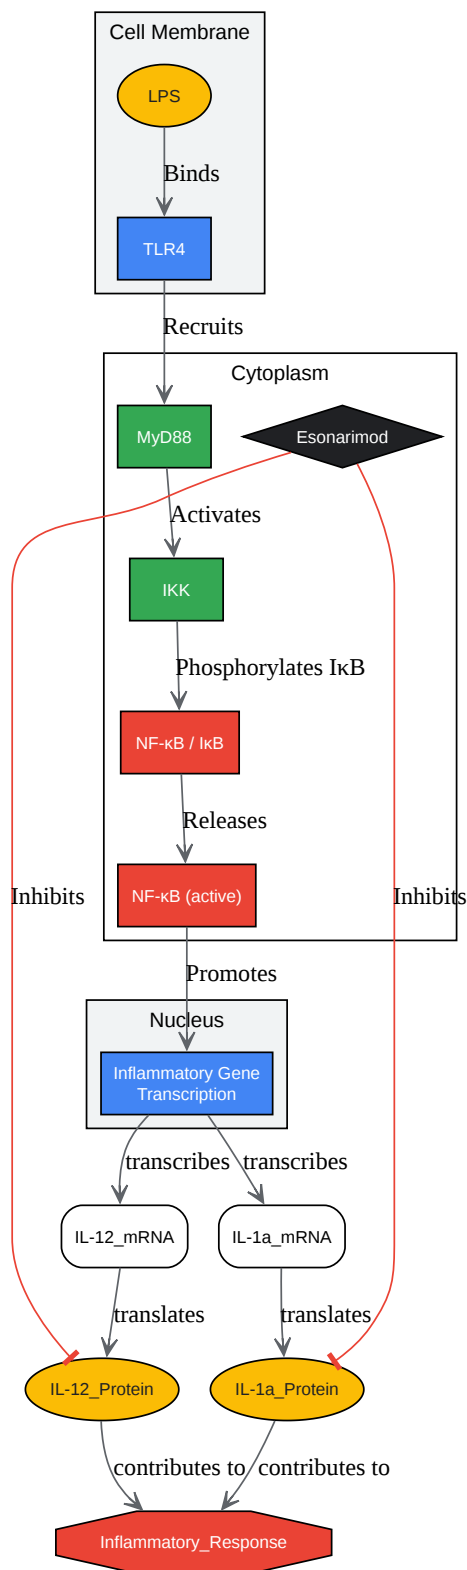 Cell Membrane
LPS
Binds
TLR4
Recruits
Cytoplasm
MyD88
Esonarimod
Activates
IKK
Phosphorylates IκB
NF-κB / IκB
Releases
Inhibits
NF-κB (active)
Inhibits
Promotes
Nucleus
Inflammatory Gene
Transcription
transcribes
transcribes
IL-12_mRNA
IL-1a_mRNA
translates
translates
IL-12_Protein
IL-1a_Protein
contributes to
contributes to
Inflammatory_Response